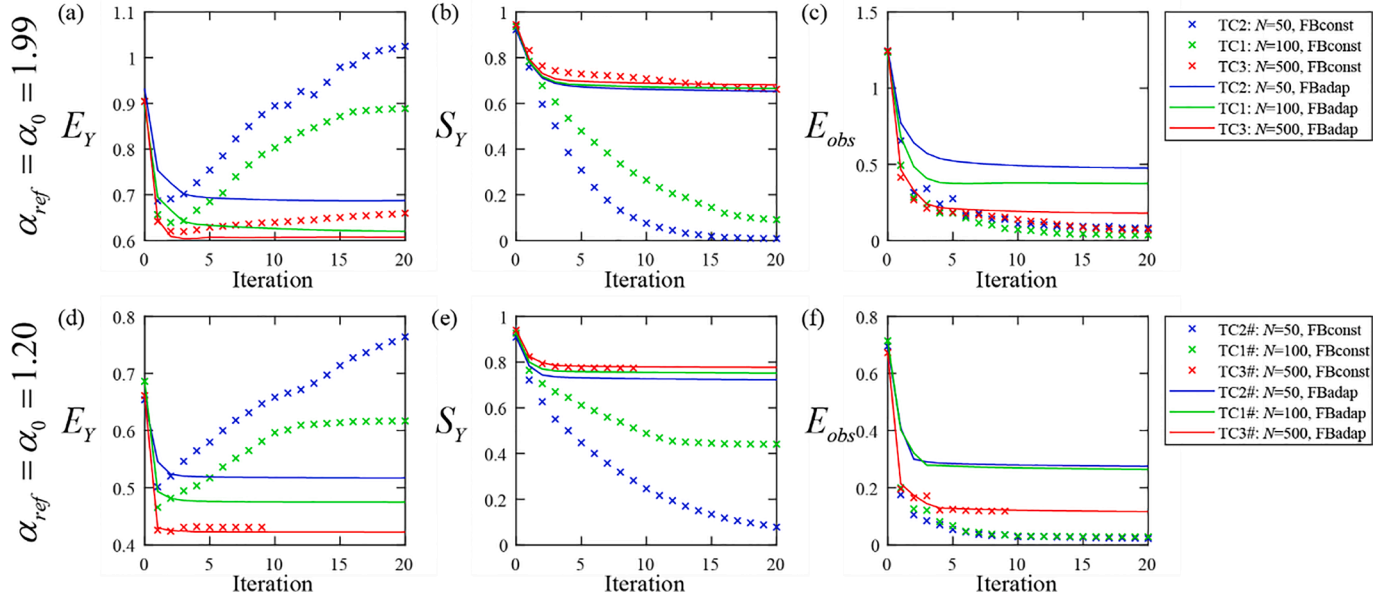 α_ref = α_0 = 1.99
(a)
E_Y
1.1
1
0.9
0.8
0.7
0.6
0 5 10 15 20
Iteration
(b)
S_Y
1
0.8
0.6
0.4
0.2
0
0 5 10 15 20
Iteration
(c)
E_obs
1.5
1
0.5
0
0 5 10 15 20
Iteration
TC2: N=50, FBconst
TC1: N=100, FBconst
TC3: N=500, FBconst
TC2: N=50, FBadap
TC1: N=100, FBadap
TC3: N=500, FBadap
α_ref = α_0 = 1.20
(d)
E_Y
0.8
0.7
0.6
0.5
0.4
0 5 10 15 20
Iteration
(e)
S_Y
1
0.8
0.6
0.4
0.2
0
0 5 10 15 20
Iteration
(f)
E_obs
0.8
0.6
0.4
0.2
0
0 5 10 15 20
Iteration
TC2#: N=50, FBconst
TC1#: N=100, FBconst
TC3#: N=500, FBconst
TC2#: N=50, FBadap
TC1#: N=100, FBadap
TC3#: N=500, FBadap